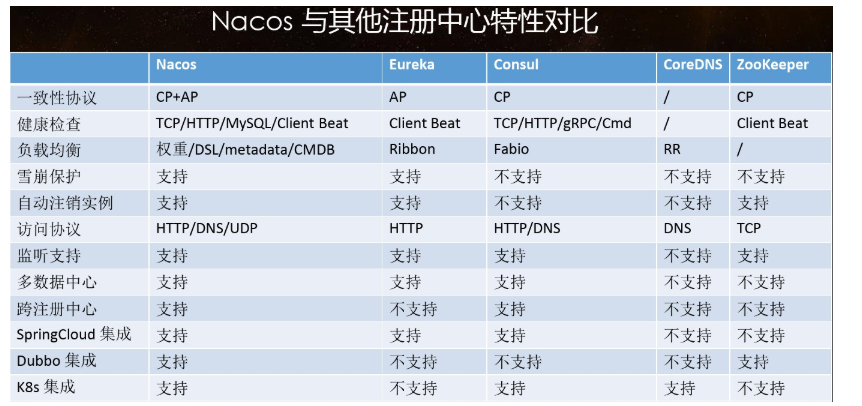 Nacos 与其他注册中心特性对比
Nacos Eureka Consul CoreDNS ZooKeeper
一致性协议 CP+AP AP CP / CP
健康检查 TCP/HTTP/MySQL/Client Beat Client Beat TCP/HTTP/gRPC/Cmd / Client Beat
负载均衡 权重/DSL/metadata/CMDB Ribbon Fabio RR /
雪崩保护 支持 支持 不支持 不支持 不支持
自动注销实例 支持 支持 不支持 不支持 支持
访问协议 HTTP/DNS/UDP HTTP HTTP/DNS DNS TCP
监听支持 支持 支持 支持 不支持 支持
多数据中心 支持 支持 支持 不支持 不支持
跨注册中心 支持 不支持 支持 不支持 不支持
SpringCloud 集成 支持 支持 支持 不支持 不支持
Dubbo 集成 支持 不支持 不支持 不支持 支持
K8s 集成 支持 不支持 支持 支持 不支持